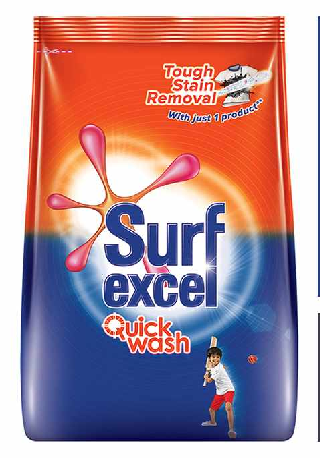 Tough
Stain
Removal
With just 1 product**
Surf
excel
Quick
wash